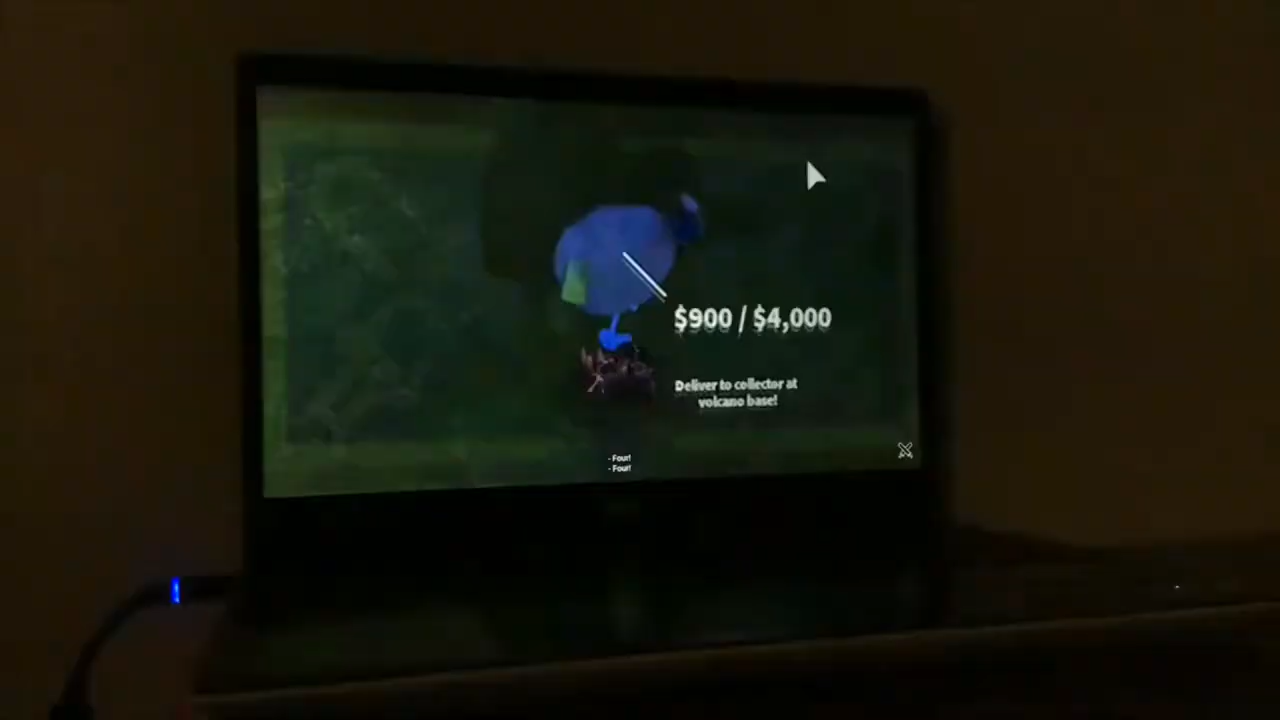 $900 / $4,000
Deliver to collector at
volcano base!
- Four!
- Four!